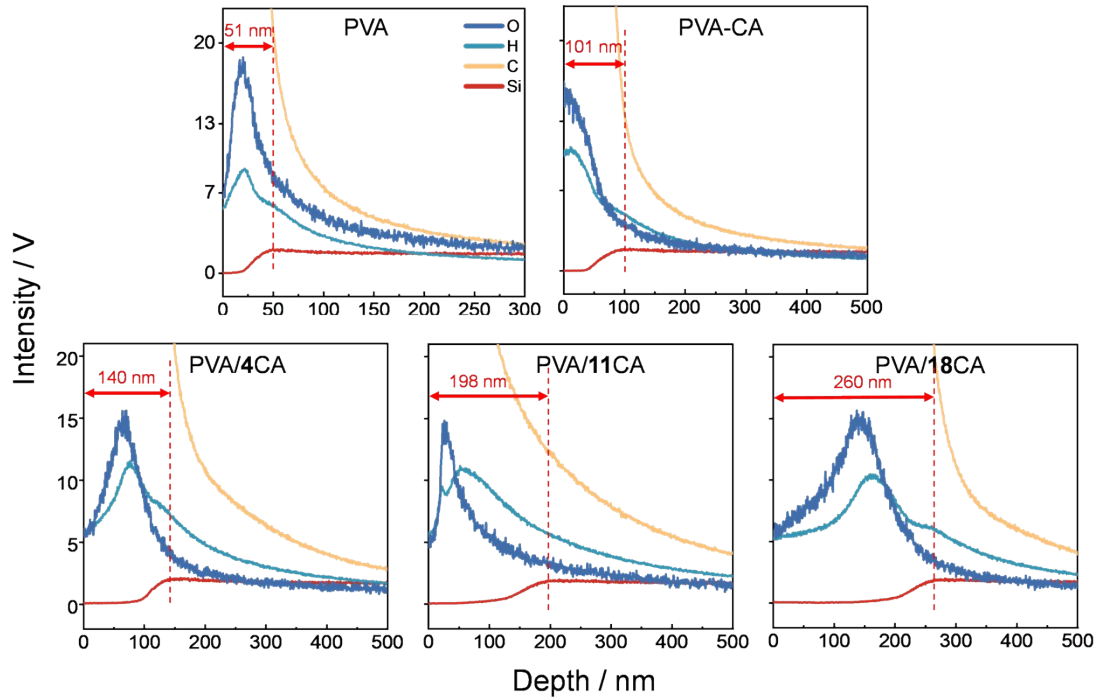 PVA
51 nm
O
H
C
Si
20
13
7
0
0 50 100 150 200 250 300
PVA-CA
101 nm
0 100 200 300 400 500
Intensity / V
PVA/4CA
140 nm
20
15
10
5
0
0 100 200 300 400 500
PVA/11CA
198 nm
0 100 200 300 400 500
PVA/18CA
260 nm
0 100 200 300 400 500
Depth / nm